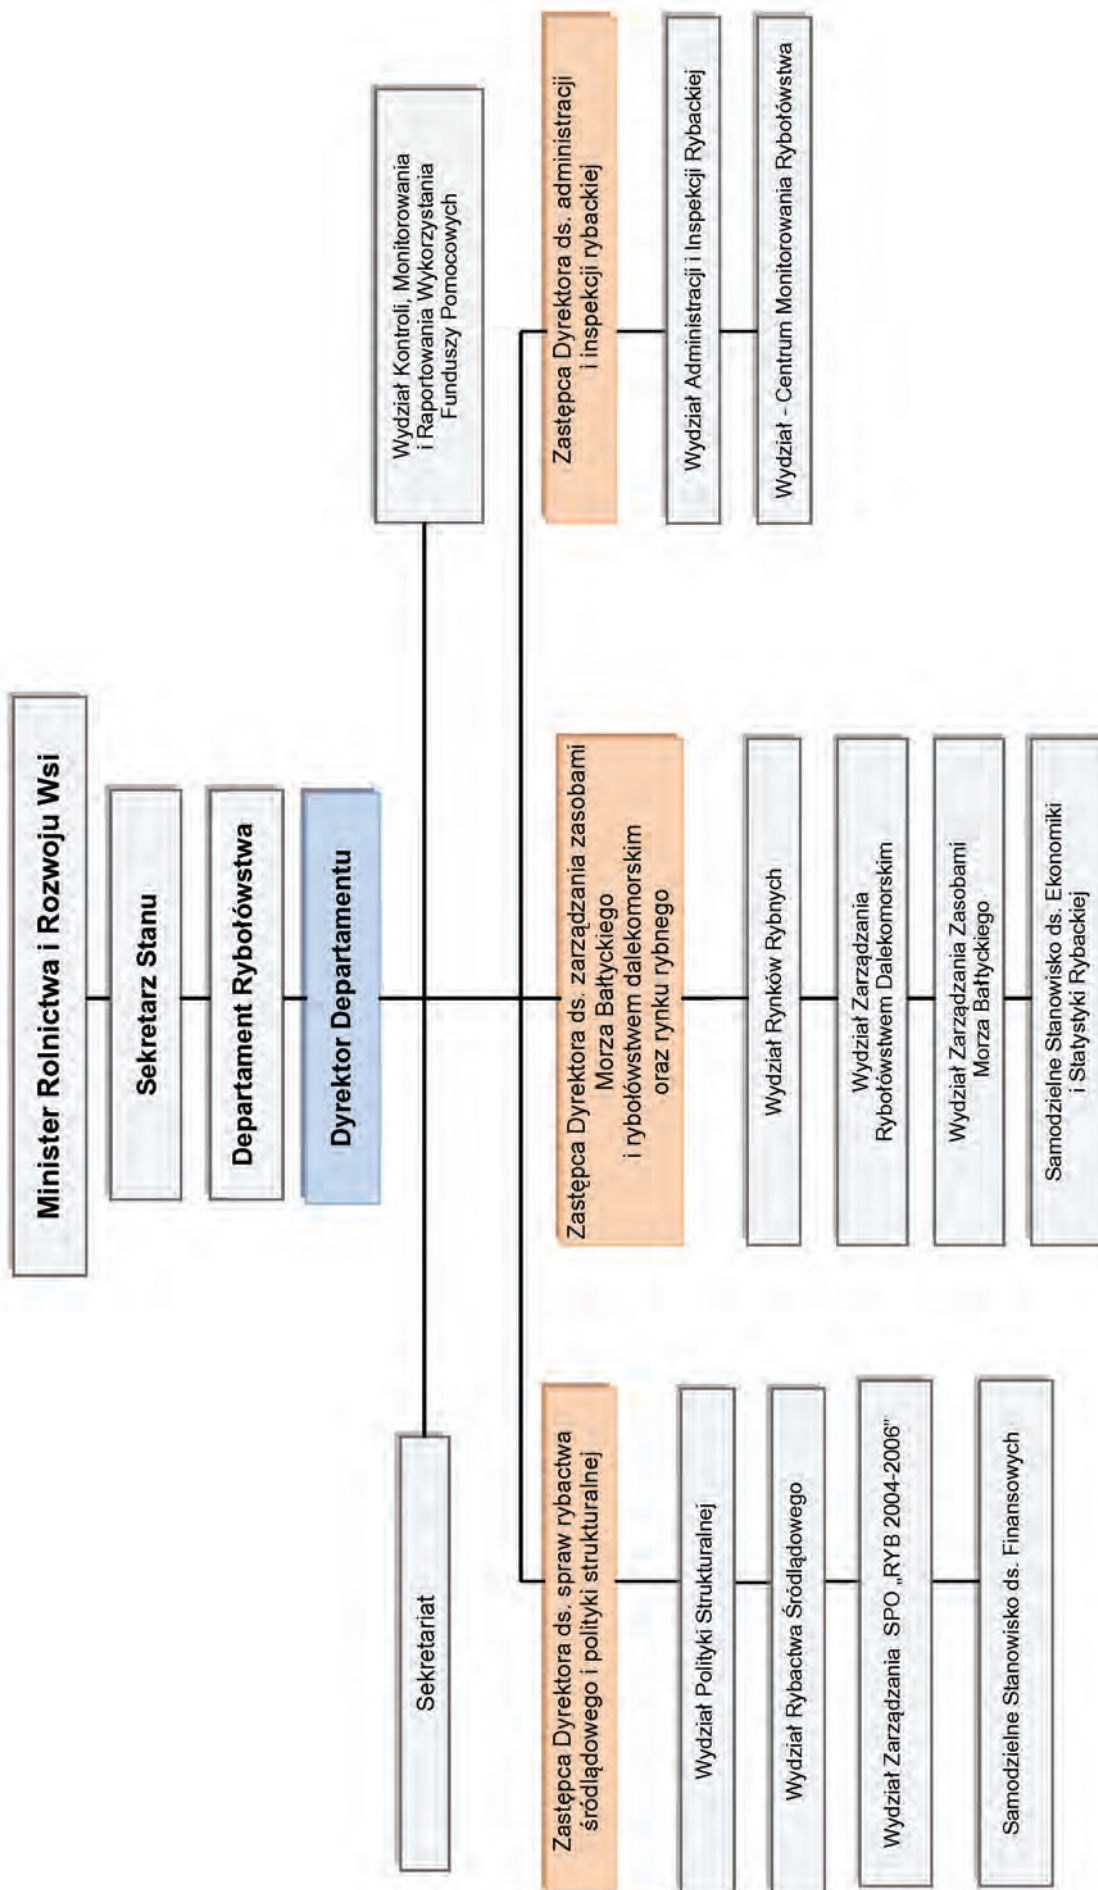 Minister Rolnictwa i Rozwoju Wsi
Sekretarz Stanu
Departament Rybołówstwa
Dyrektor Departamentu
Sekretariat
Wydział Kontroli, Monitorowania
i Raportowania Wykorzystania
Funduszy Pomocowych
Zastępca Dyrektora ds. spraw rybactwa
śródlądowego i polityki strukturalnej
Wydział Polityki Strukturalnej
Wydział Rybactwa Śródlądowego
Wydział Zarządzania SPO „RYB 2004-2006”
Samodzielne Stanowisko ds. Finansowych
Zastępca Dyrektora ds. zarządzania zasobami
Morza Bałtyckiego
i rybołówstwem dalekomorskim
oraz rynku rybnego
Wydział Rynków Rybnych
Wydział Zarządzania
Rybołówstwem Dalekomorskim
Wydział Zarządzania Zasobami
Morza Bałtyckiego
Samodzielne Stanowisko ds. Ekonomiki
i Statystyki Rybackiej
Zastępca Dyrektora ds. administracji
i inspekcji rybackiej
Wydział Administracji i Inspekcji Rybackiej
Wydział - Centrum Monitorowania Rybołówstwa